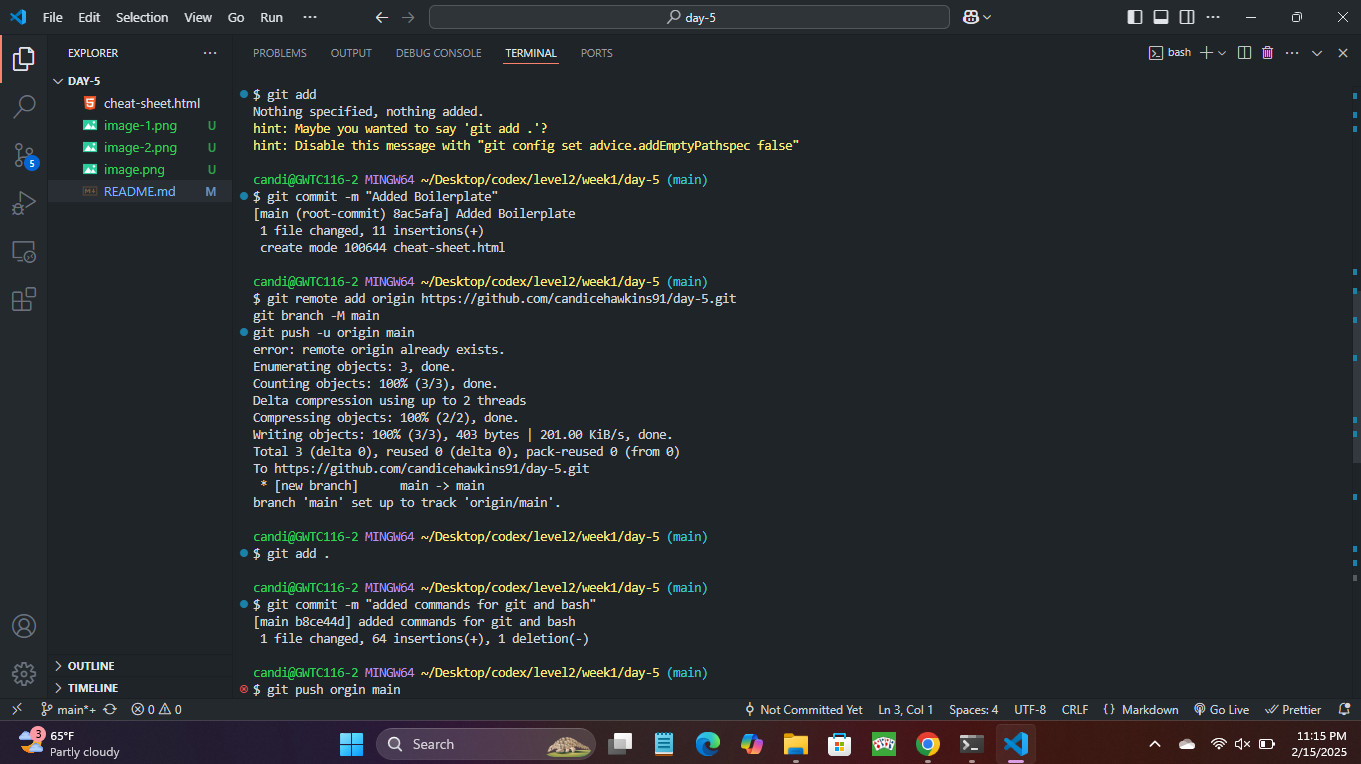 File Edit Selection View Go Run ··· day-5
EXPLORER ···
DAY-5
cheat-sheet.html
image-1.png U
image-2.png U
image.png U
README.md M
5
OUTLINE
TIMELINE
PROBLEMS OUTPUT DEBUG CONSOLE TERMINAL PORTS bash
$ git add
Nothing specified, nothing added.
hint: Maybe you wanted to say 'git add .'?
hint: Disable this message with "git config set advice.addEmptyPathspec false"
candi@GWTC116-2 MINGW64 ~/Desktop/codex/level2/week1/day-5 (main)
$ git commit -m "Added Boilerplate"
[main (root-commit) 8ac5afa] Added Boilerplate
1 file changed, 11 insertions(+)
create mode 100644 cheat-sheet.html
candi@GWTC116-2 MINGW64 ~/Desktop/codex/level2/week1/day-5 (main)
$ git remote add origin https://github.com/candicehawkins91/day-5.git
git branch -M main
git push -u origin main
error: remote origin already exists.
Enumerating objects: 3, done.
Counting objects: 100% (3/3), done.
Delta compression using up to 2 threads
Compressing objects: 100% (2/2), done.
Writing objects: 100% (3/3), 403 bytes | 201.00 KiB/s, done.
Total 3 (delta 0), reused 0 (delta 0), pack-reused 0 (from 0)
To https://github.com/candicehawkins91/day-5.git
* [new branch] main -> main
branch 'main' set up to track 'origin/main'.
candi@GWTC116-2 MINGW64 ~/Desktop/codex/level2/week1/day-5 (main)
$ git add .
candi@GWTC116-2 MINGW64 ~/Desktop/codex/level2/week1/day-5 (main)
$ git commit -m "added commands for git and bash"
[main b8ce44d] added commands for git and bash
1 file changed, 64 insertions(+), 1 deletion(-)
candi@GWTC116-2 MINGW64 ~/Desktop/codex/level2/week1/day-5 (main)
$ git push orgin main
main*+ 0 0 Not Committed Yet Ln 3, Col 1 Spaces: 4 UTF-8 CRLF {} Markdown Go Live Prettier
3
65°F
Partly cloudy
Search
11:15 PM
2/15/2025